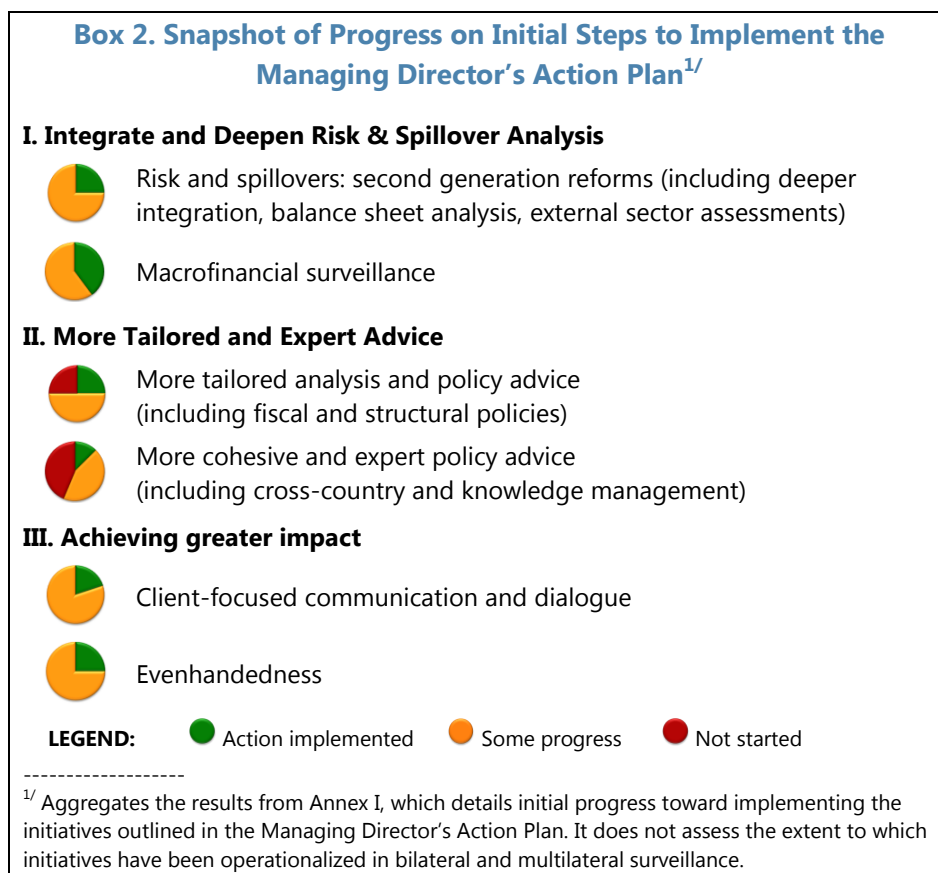 Box 2. Snapshot of Progress on Initial Steps to Implement the
Managing Director’s Action Plan1/
I. Integrate and Deepen Risk & Spillover Analysis
Risk and spillovers: second generation reforms (including deeper
integration, balance sheet analysis, external sector assessments)
Macrofinancial surveillance
II. More Tailored and Expert Advice
More tailored analysis and policy advice
(including fiscal and structural policies)
More cohesive and expert policy advice
(including cross-country and knowledge management)
III. Achieving greater impact
Client-focused communication and dialogue
Evenhandedness
LEGEND: Action implemented Some progress Not started
-------------------
1/ Aggregates the results from Annex I, which details initial progress toward implementing the
initiatives outlined in the Managing Director’s Action Plan. It does not assess the extent to which
initiatives have been operationalized in bilateral and multilateral surveillance.